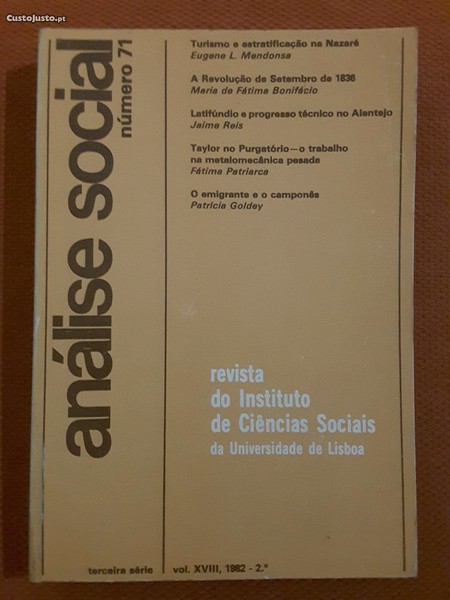 CustoJusto.pt
análise social
número 71
Turismo e estratificação na Nazaré
Eugene L. Mendonsa
A Revolução de Setembro de 1836
Maria de Fátima Bonifácio
Latifúndio e progresso técnico no Alentejo
Jaime Reis
Taylor no Purgatório — o trabalho
na metalomecânica pesada
Fátima Patriarca
O emigrante e o camponês
Patricia Goldey
revista
do Instituto
de Ciências Sociais
da Universidade de Lisboa
terceira série
vol. XVIII, 1982 - 2.º